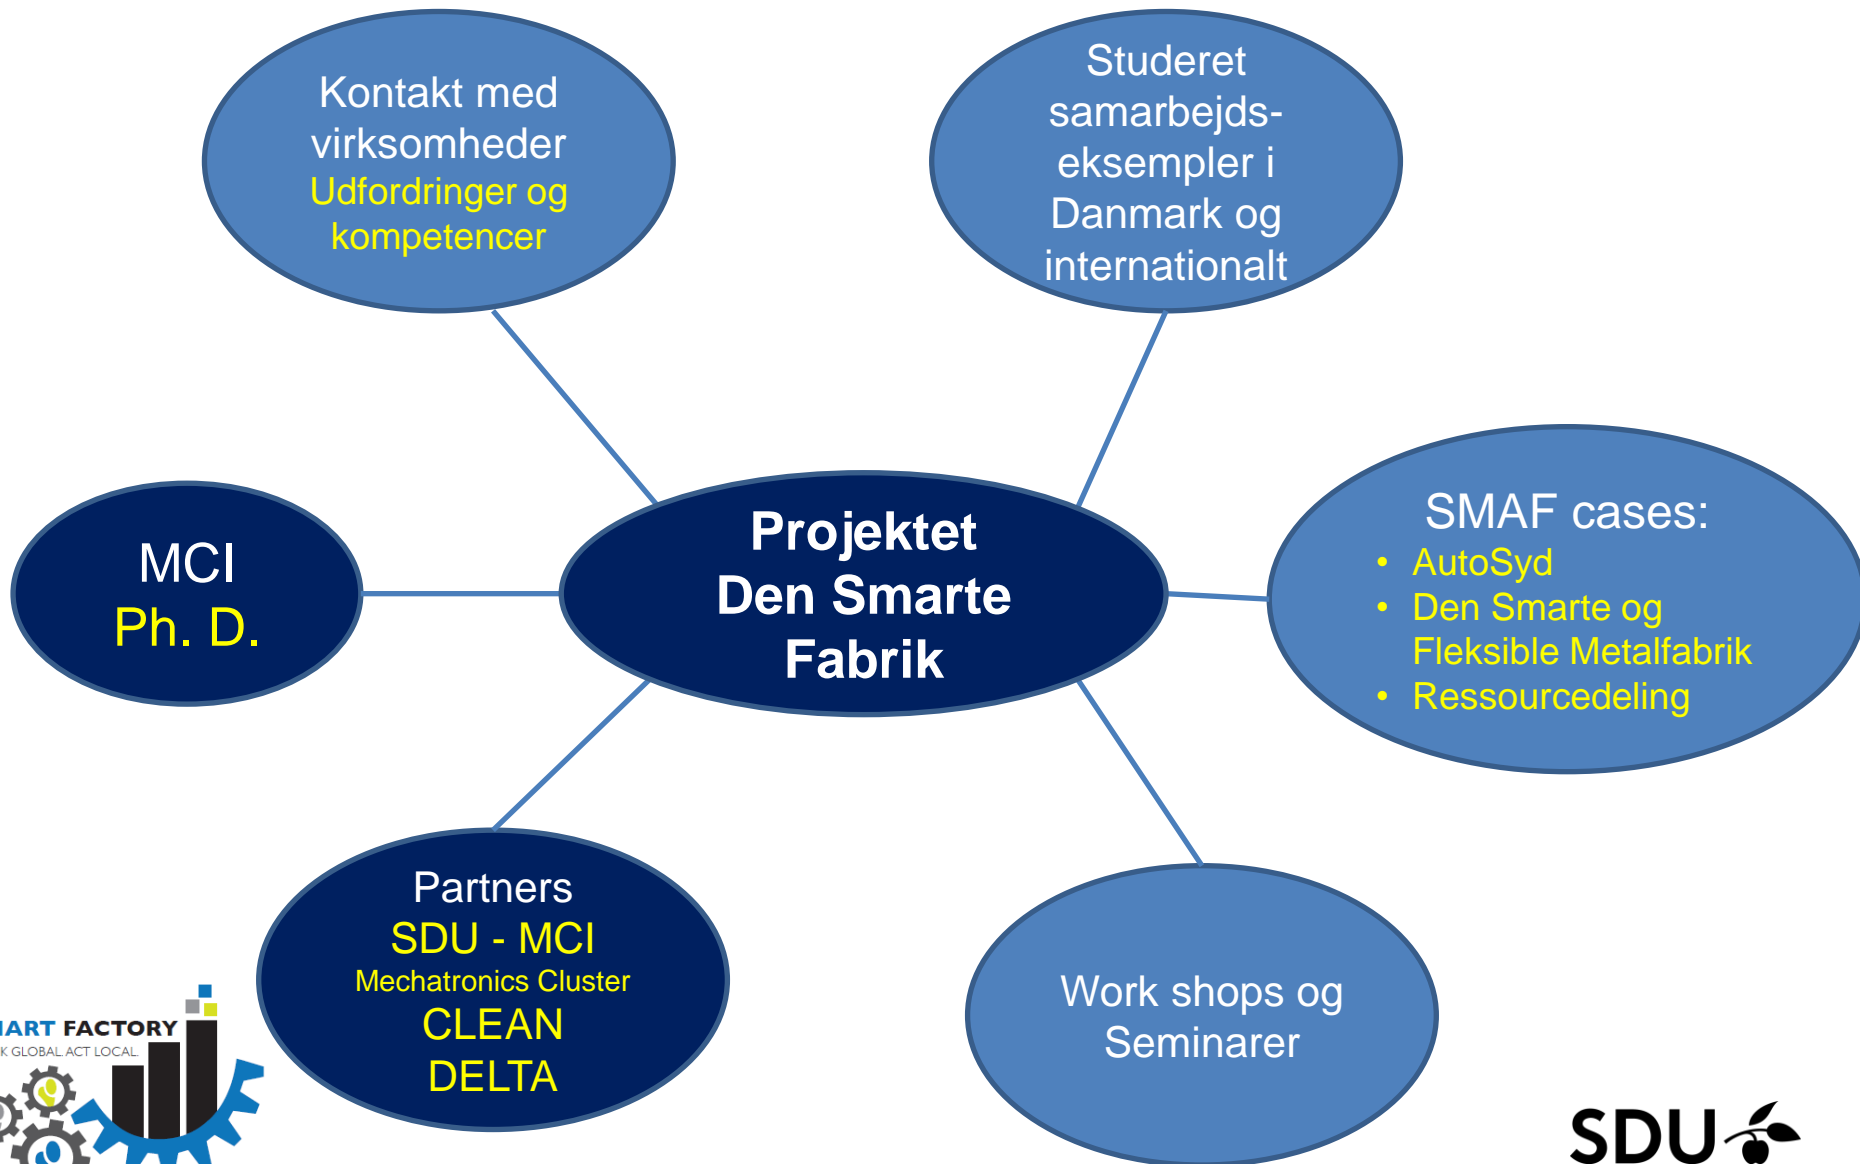 Kontakt med
virksomheder
Udfordringer og
kompetencer
Studeret
samarbejds-
eksempler i
Danmark og
internationalt
MCI
Ph. D.
Projektet
Den Smarte
Fabrik
SMAF cases:
• AutoSyd
• Den Smarte og
Fleksible Metalfabrik
• Ressourcedeling
Partners
SDU - MCI
Mechatronics Cluster
CLEAN
DELTA
Work shops og
Seminarer
FACTORY
GLOBAL. ACT LOCAL.
SDU